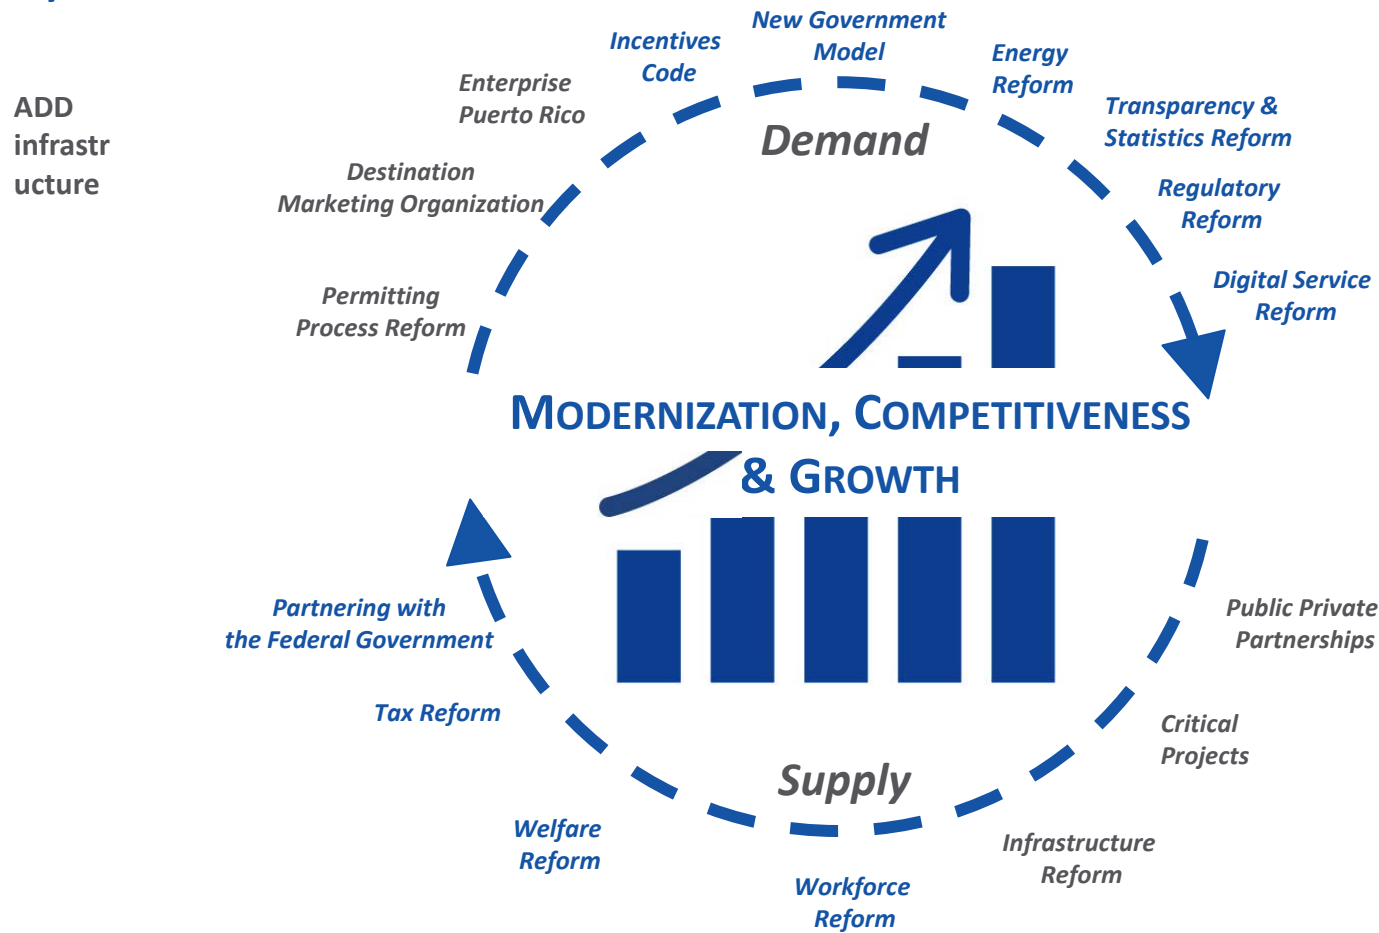 New Government
Model
Incentives
Code
Energy
Reform
Enterprise
Puerto Rico
ADD
infrastr
ucture
Transparency &
Statistics Reform
Demand
Destination
Marketing Organization
Regulatory
Reform
Permitting
Process Reform
Digital Service
Reform
MODERNIZATION, COMPETITIVENESS
& GROWTH
Partnering with
the Federal Government
Public Private
Partnerships
Tax Reform
Critical
Projects
Supply
Welfare
Reform
Infrastructure
Reform
Workforce
Reform